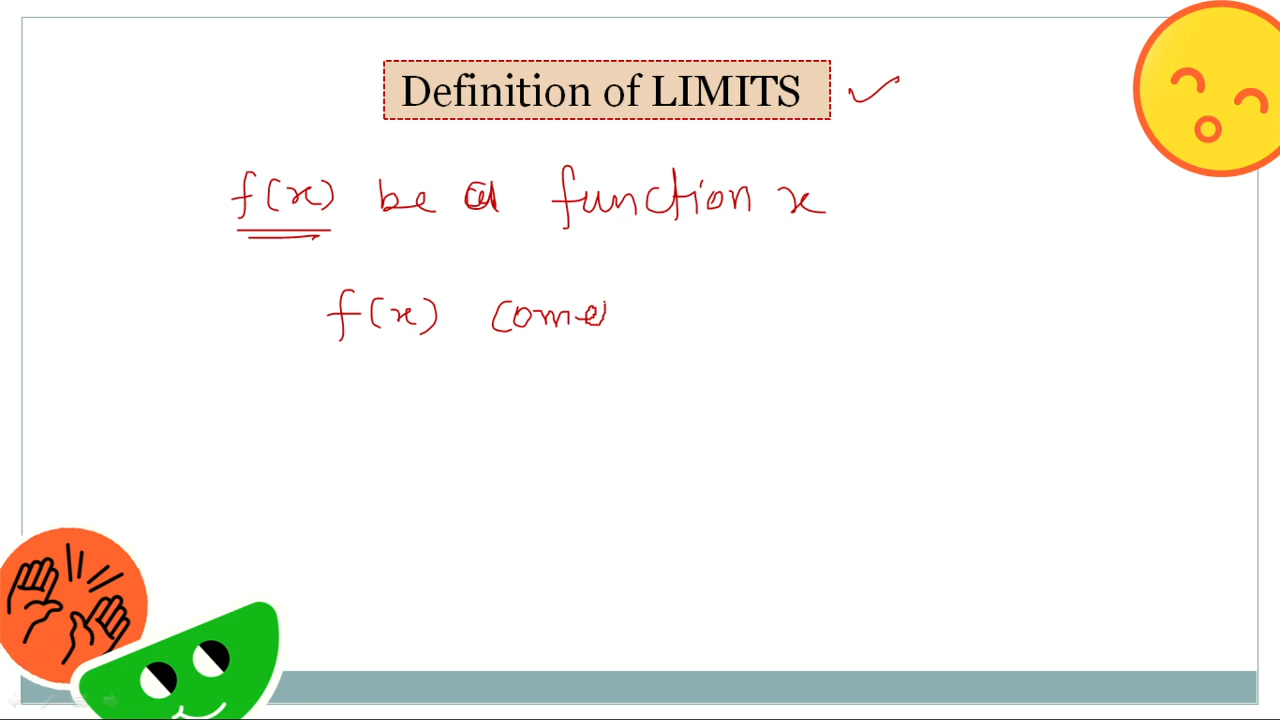 Definition of LIMITS
f(x) be a function x
f(x) come